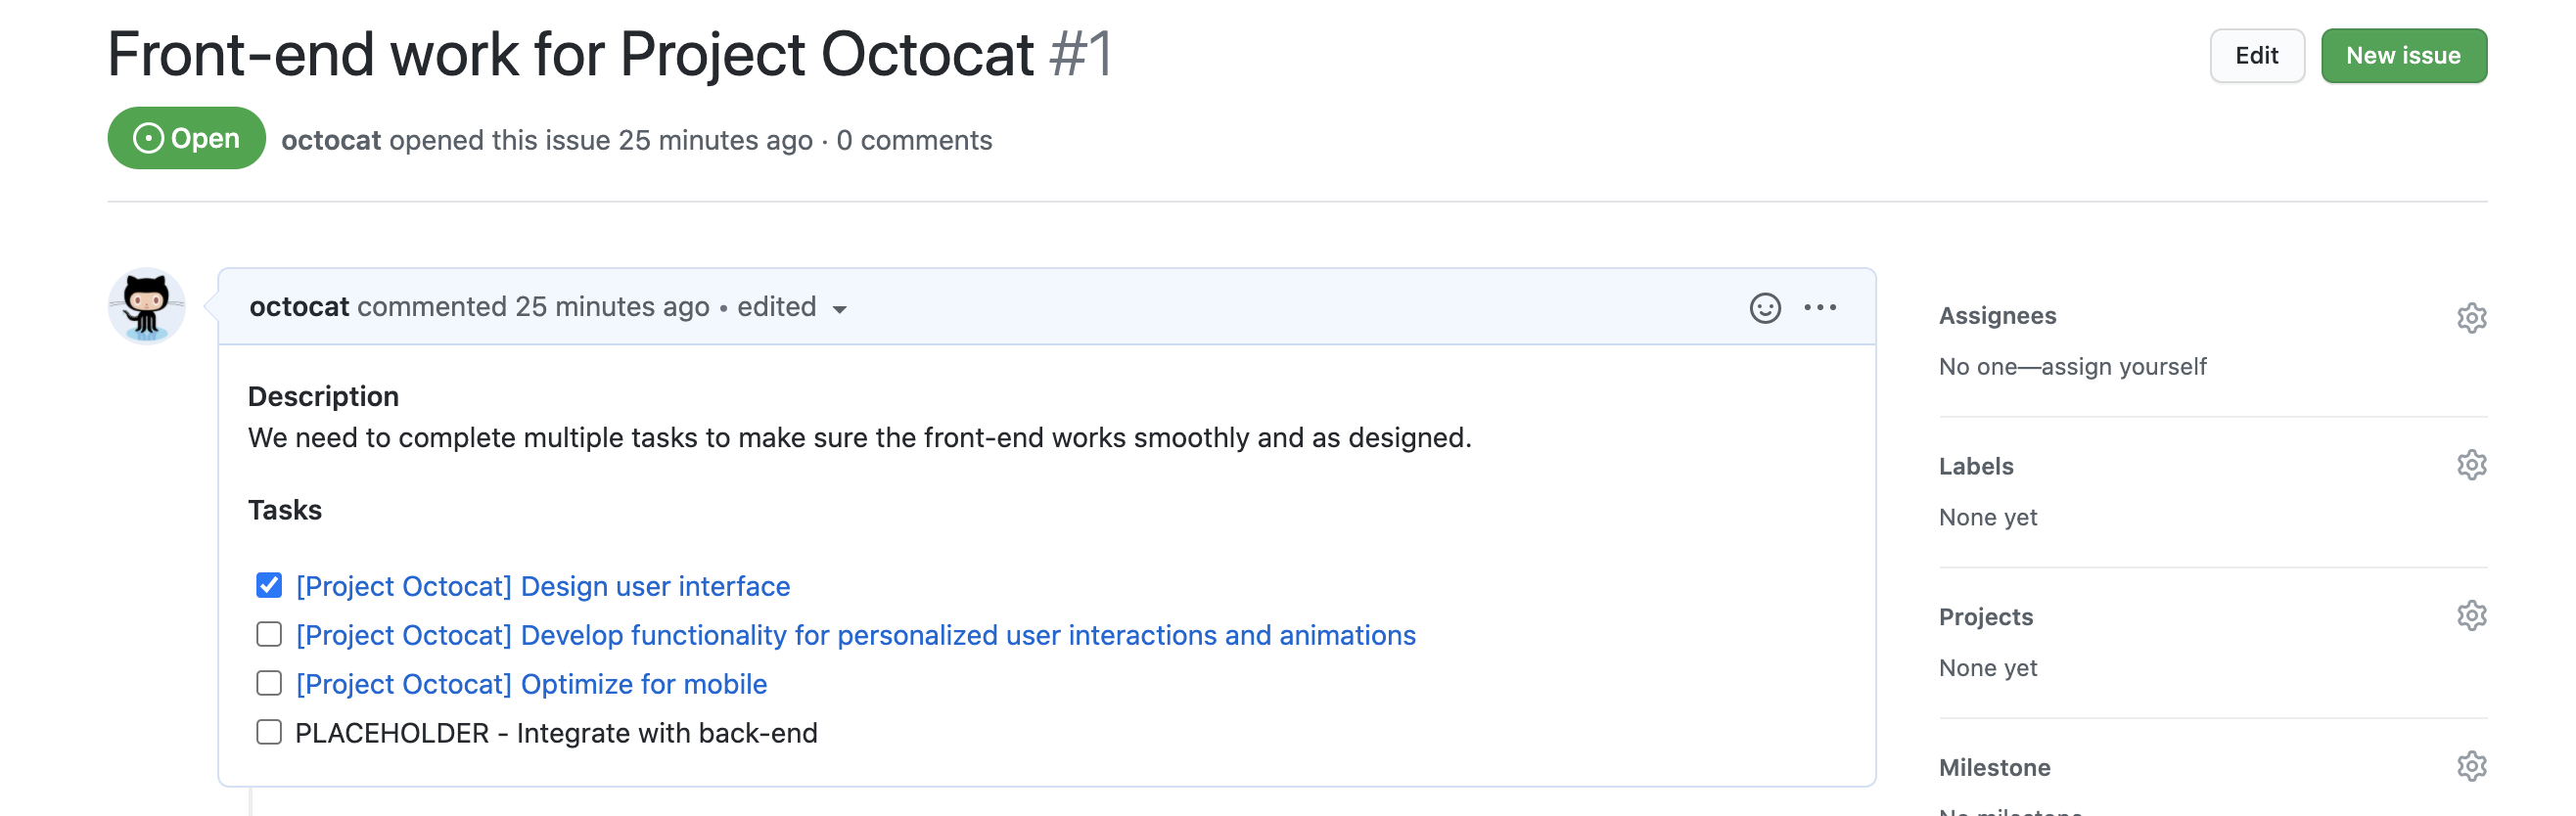 Front-end work for Project Octocat #1
Edit
New issue
Open
octocat opened this issue 25 minutes ago · 0 comments
octocat commented 25 minutes ago • edited
Description
We need to complete multiple tasks to make sure the front-end works smoothly and as designed.
Tasks
[Project Octocat] Design user interface
[Project Octocat] Develop functionality for personalized user interactions and animations
[Project Octocat] Optimize for mobile
PLACEHOLDER - Integrate with back-end
Assignees
No one—assign yourself
Labels
None yet
Projects
None yet
Milestone
No milestone